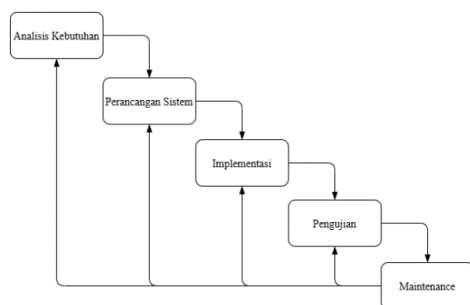 Analisis Kebutuhan
Perancangan Sistem
Implementasi
Pengujian
Maintenance